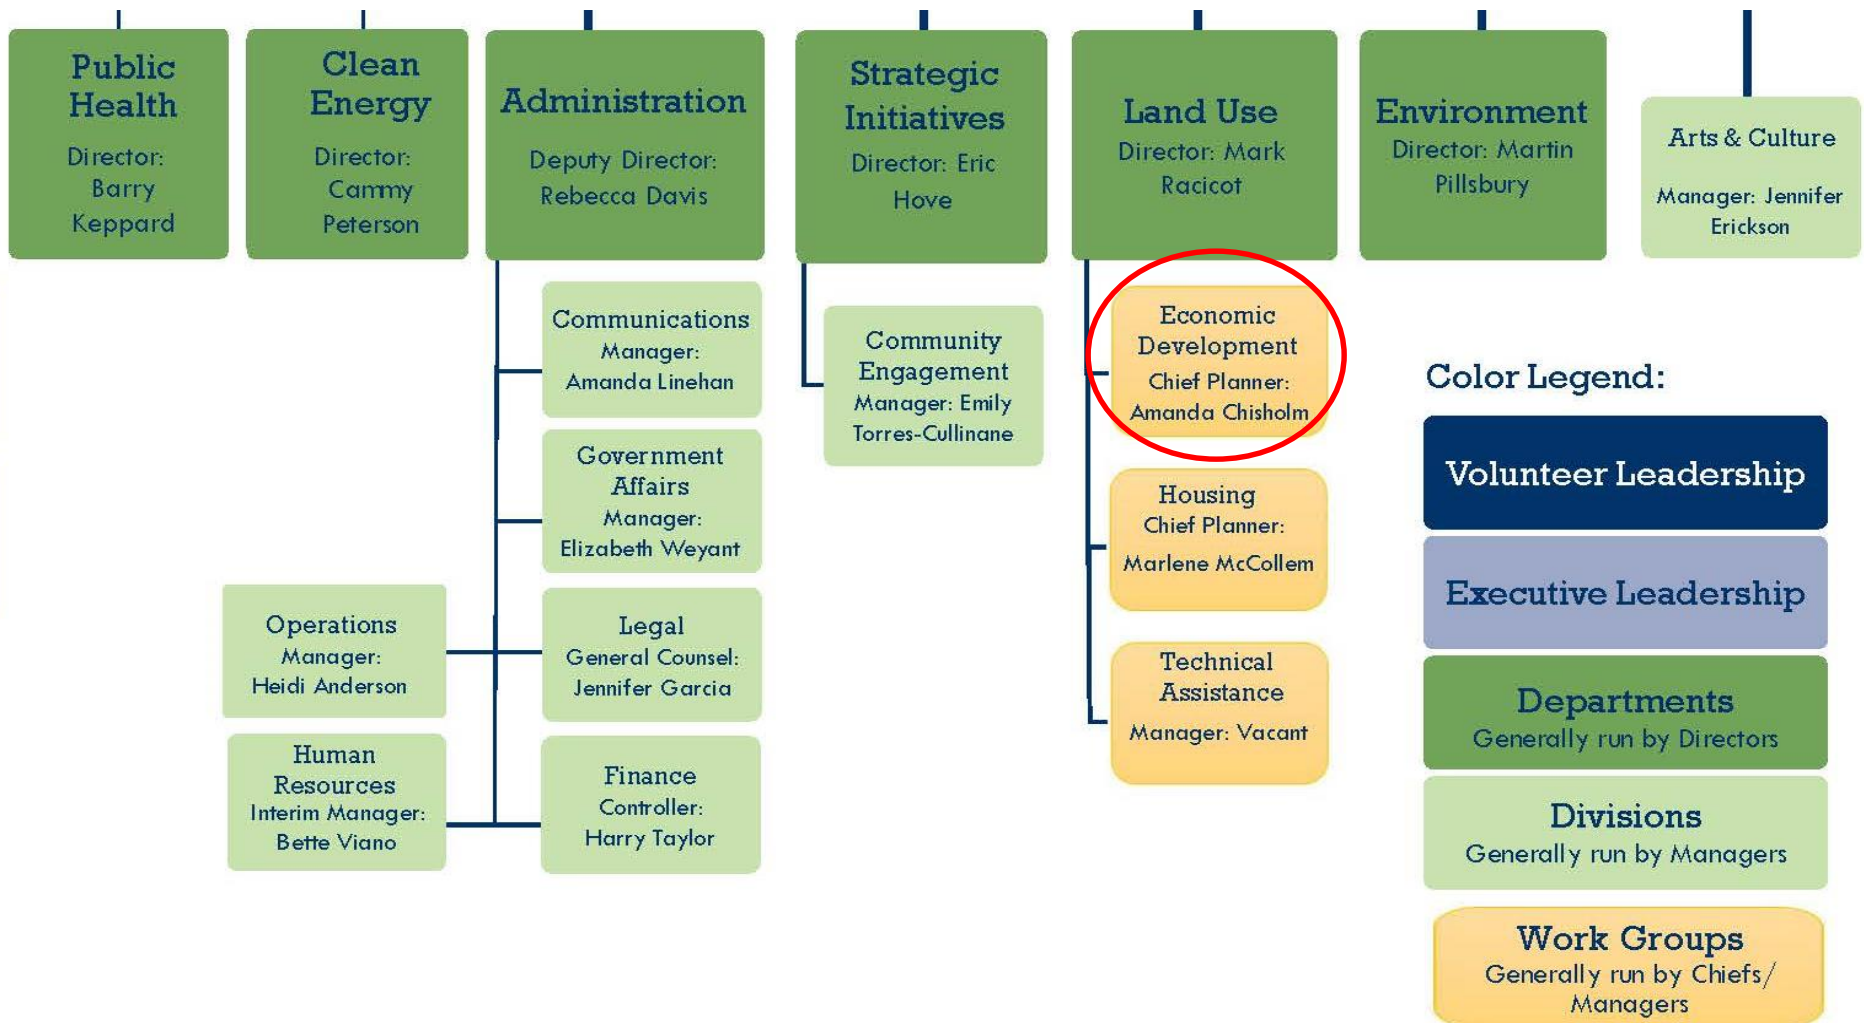 Public
Health
Director:
Barry
Keppard
Clean
Energy
Director:
Cammy
Peterson
Administration
Deputy Director:
Rebecca Davis
Strategic
Initiatives
Director: Eric
Hove
Land Use
Director: Mark
Racicot
Environment
Director: Martin
Pillsbury
Arts & Culture
Manager: Jennifer
Erickson
Communications
Manager:
Amanda Linehan
Government
Affairs
Manager:
Elizabeth Weyant
Operations
Manager:
Heidi Anderson
Legal
General Counsel:
Jennifer Garcia
Human
Resources
Interim Manager:
Bette Viano
Finance
Controller:
Harry Taylor
Community
Engagement
Manager: Emily
Torres-Cullinane
Economic
Development
Chief Planner:
Amanda Chisholm
Housing
Chief Planner:
Marlene McCollem
Technical
Assistance
Manager: Vacant
Color Legend:
Volunteer Leadership
Executive Leadership
Departments
Generally run by Directors
Divisions
Generally run by Managers
Work Groups
Generally run by Chiefs/
Managers